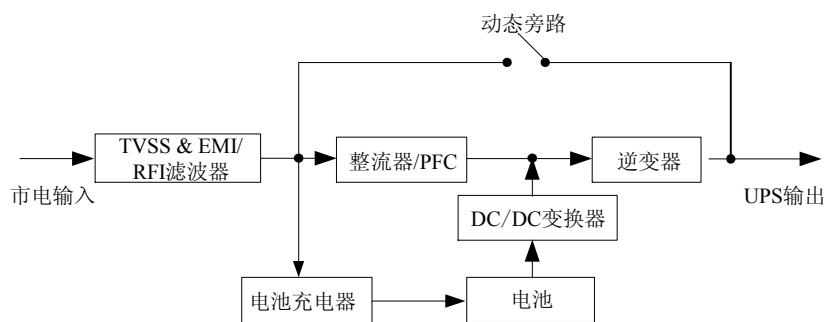 动态旁路
TVSS & EMI/
RFI滤波器
整流器/PFC
逆变器
市电输入
UPS输出
DC/DC变换器
电池充电器
电池